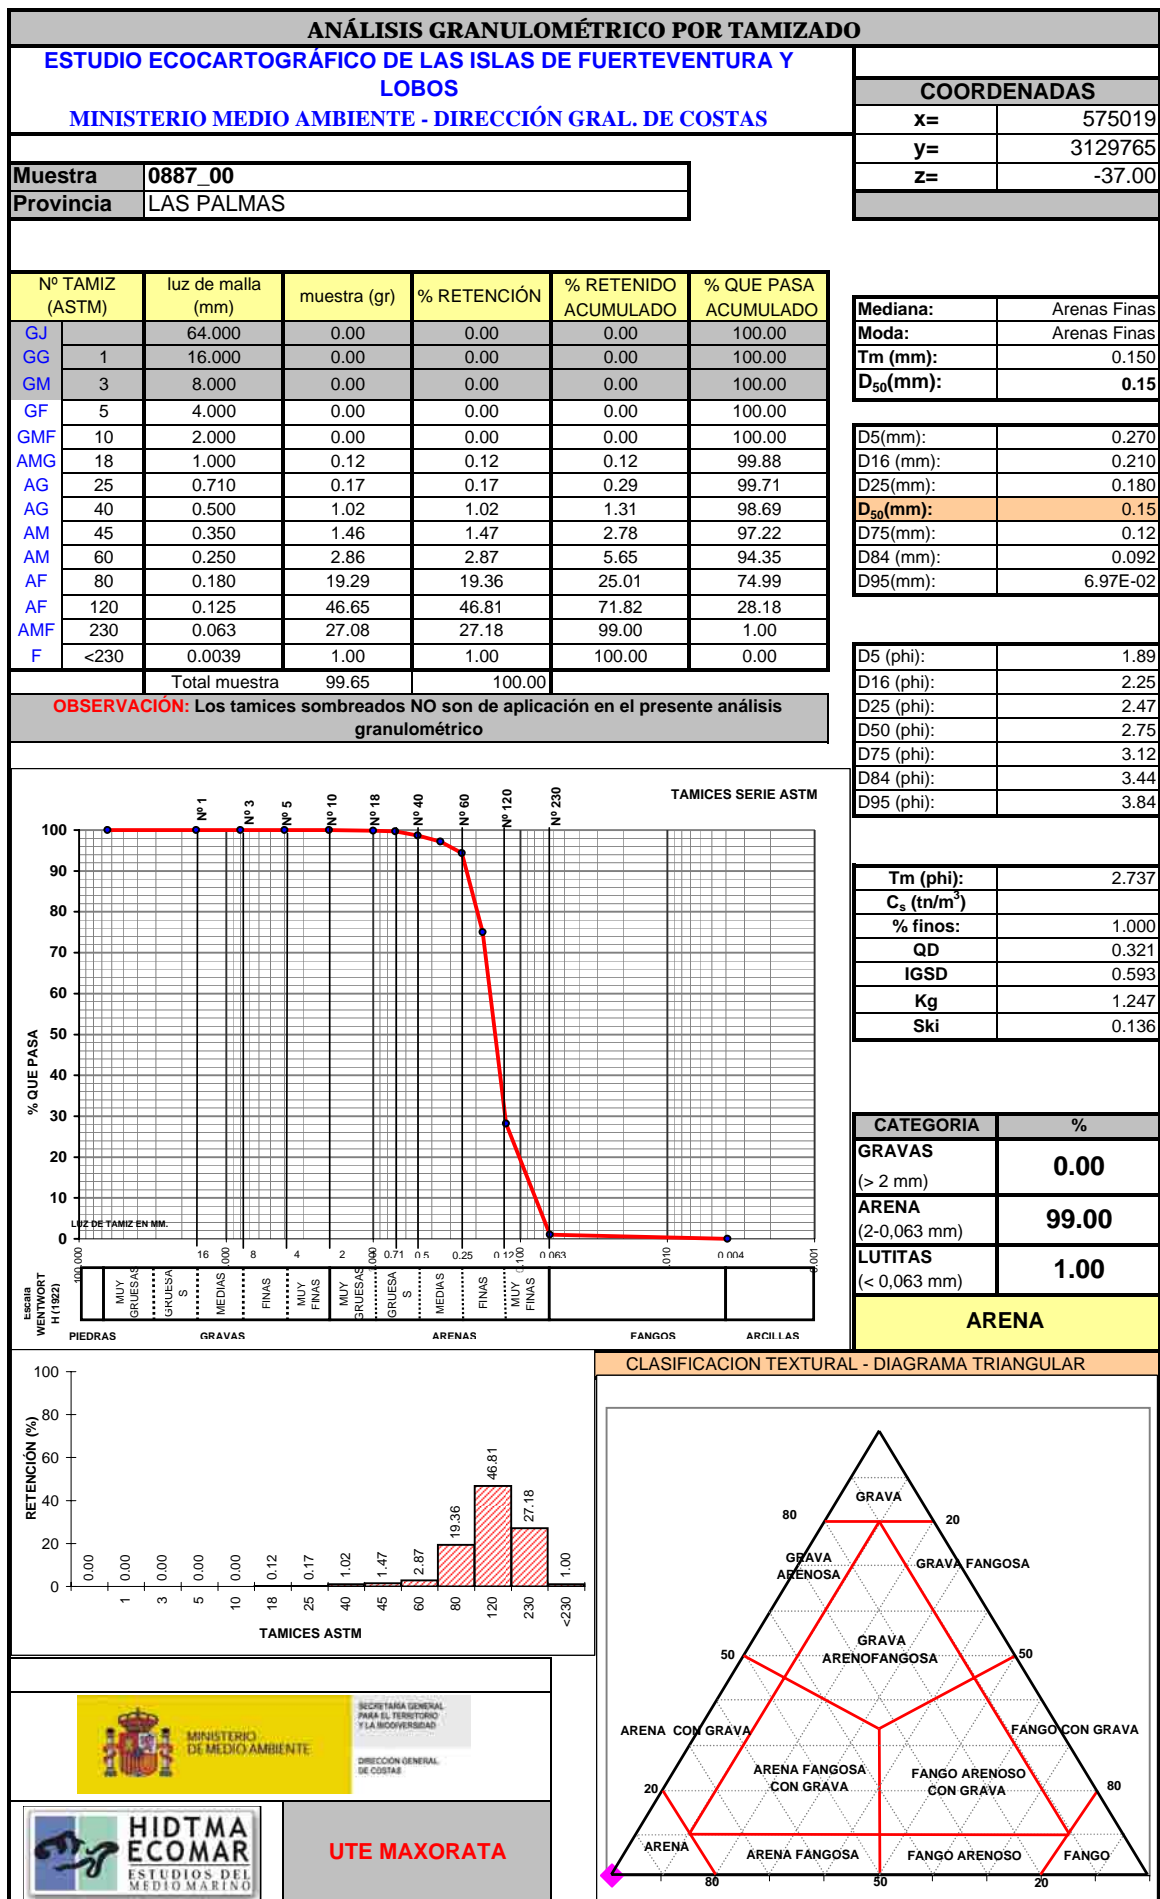 ANÁLISIS GRANULOMÉTRICO POR TAMIZADO
ESTUDIO ECOCARTOGRÁFICO DE LAS ISLAS DE FUERTEVENTURA Y
LOBOS
MINISTERIO MEDIO AMBIENTE - DIRECCIÓN GRAL. DE COSTAS
COORDENADAS
x= 575019
y= 3129765
z= -37.00
Muestra 0887_00
Provincia LAS PALMAS
Nº TAMIZ (ASTM) luz de malla (mm) muestra (gr) % RETENCIÓN % RETENIDO ACUMULADO % QUE PASA ACUMULADO
GJ 64.000 0.00 0.00 0.00 100.00
GG 1 16.000 0.00 0.00 0.00 100.00
GM 3 8.000 0.00 0.00 0.00 100.00
GF 5 4.000 0.00 0.00 0.00 100.00
GMF 10 2.000 0.00 0.00 0.00 100.00
AMG 18 1.000 0.12 0.12 0.12 99.88
AG 25 0.710 0.17 0.17 0.29 99.71
AG 40 0.500 1.02 1.02 1.31 98.69
AM 45 0.350 1.46 1.47 2.78 97.22
AM 60 0.250 2.86 2.87 5.65 94.35
AF 80 0.180 19.29 19.36 25.01 74.99
AF 120 0.125 46.65 46.81 71.82 28.18
AMF 230 0.063 27.08 27.18 99.00 1.00
F <230 0.0039 1.00 1.00 100.00 0.00
Total muestra 99.65 100.00
OBSERVACIÓN: Los tamices sombreados NO son de aplicación en el presente análisis
granulométrico
Mediana: Arenas Finas
Moda: Arenas Finas
Tm (mm): 0.150
D50(mm): 0.15
D5(mm): 0.270
D16 (mm): 0.210
D25(mm): 0.180
D50(mm): 0.15
D75(mm): 0.12
D84 (mm): 0.092
D95(mm): 6.97E-02
D5 (phi): 1.89
D16 (phi): 2.25
D25 (phi): 2.47
D50 (phi): 2.75
D75 (phi): 3.12
D84 (phi): 3.44
D95 (phi): 3.84
Tm (phi): 2.737
Cs (tn/m3)
% finos: 1.000
QD 0.321
IGSD 0.593
Kg 1.247
Ski 0.136
CATEGORIA %
GRAVAS (> 2 mm) 0.00
ARENA (2-0,063 mm) 99.00
LUTITAS (< 0,063 mm) 1.00
ARENA
TAMICES SERIE ASTM
Nº 1 Nº 3 Nº 5 Nº 10 Nº 18 Nº 40 Nº 60 Nº 120 Nº 230
% QUE PASA
100
90
80
70
60
50
40
30
20
10
0
LUZ DE TAMIZ EN MM.
16 8 4 2 0.71 0.5 0.25 0.063 0.004
100.000
Escala
WENTWORT
H (1922)
MUY GRUESAS GRUESA S MEDIAS FINAS MUY FINAS MUY GRUESAS GRUESA S MEDIAS FINAS MUY FINAS
PIEDRAS GRAVAS ARENAS FANGOS ARCILLAS
RETENCIÓN (%)
100
80
60
40
20
0
0.00 0.00 0.00 0.00 0.00 0.12 0.17 1.02 1.47 2.87 19.36 46.81 27.18 1.00
1 3 5 10 18 25 40 45 60 80 120 230 <230
TAMICES ASTM
CLASIFICACION TEXTURAL - DIAGRAMA TRIANGULAR
GRAVA
80 20
GRAVA ARENOSA
GRAVA FANGOSA
GRAVA
ARENOFANGOSA
50 50
ARENA CON GRAVA
FANGO CON GRAVA
ARENA FANGOSA
CON GRAVA
FANGO ARENOSO
CON GRAVA
20 80
ARENA
ARENA FANGOSA
FANGO ARENOSO
FANGO
80 50 20
MINISTERIO
DE MEDIO AMBIENTE
SECRETARÍA GENERAL
PARA EL TERRITORIO
Y LA BIODIVERSIDAD
DIRECCIÓN GENERAL
DE COSTAS
HIDTMA
ECOMAR
ESTUDIOS DEL
MEDIO MARINO
UTE MAXORATA